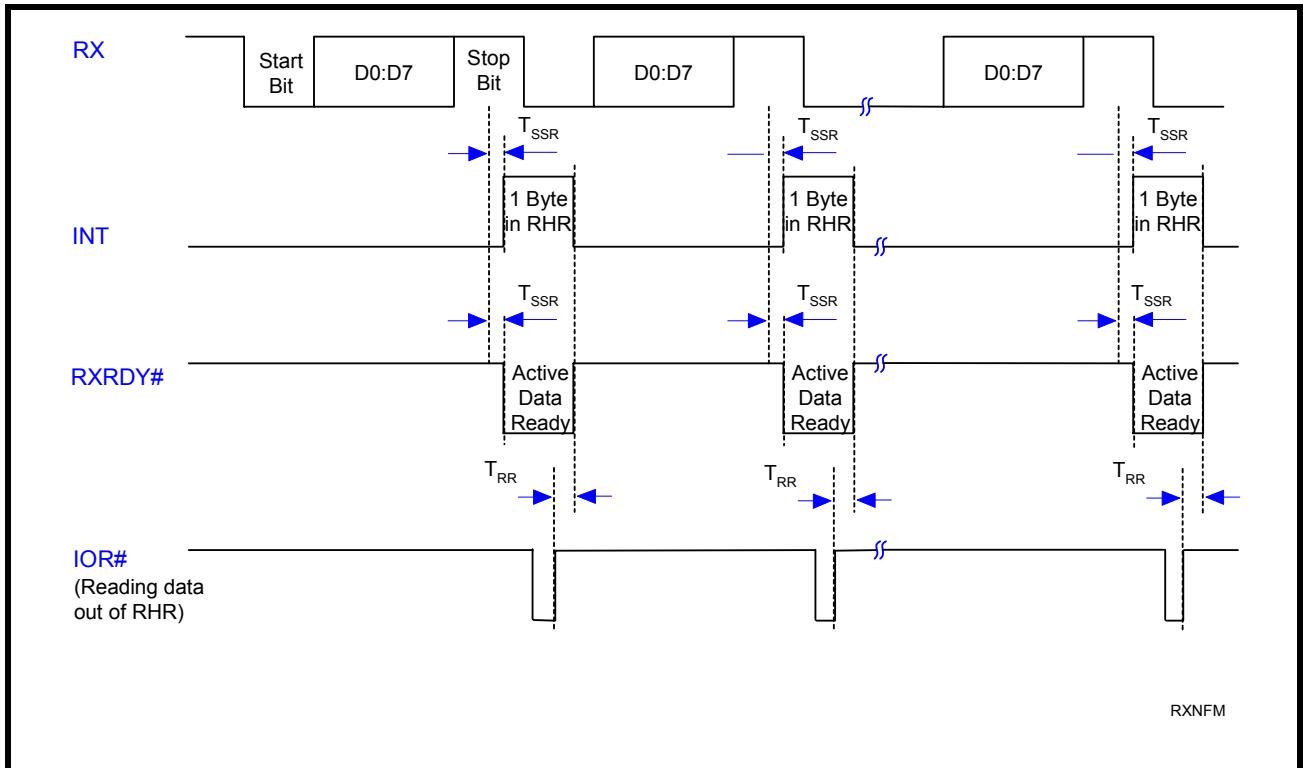 RX
Start
Bit
D0:D7
Stop
Bit
D0:D7
D0:D7
TSSR
TSSR
TSSR
INT
1 Byte
in RHR
1 Byte
in RHR
1 Byte
in RHR
TSSR
TSSR
TSSR
RXRDY#
Active
Data
Ready
Active
Data
Ready
Active
Data
Ready
TRR
TRR
TRR
IOR#
(Reading data
out of RHR)
RXNFM